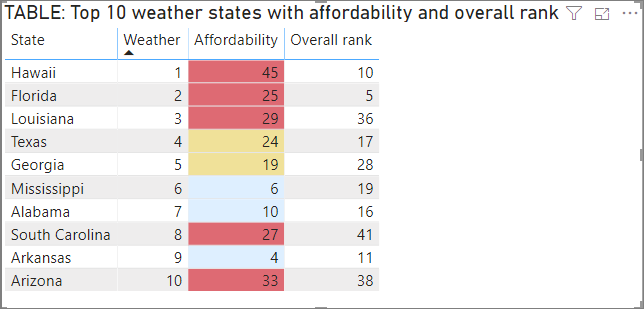 TABLE: Top 10 weather states with affordability and overall rank
State Weather Affordability Overall rank
Hawaii 1 45 10
Florida 2 25 5
Louisiana 3 29 36
Texas 4 24 17
Georgia 5 19 28
Mississippi 6 6 19
Alabama 7 10 16
South Carolina 8 27 41
Arkansas 9 4 11
Arizona 10 33 38